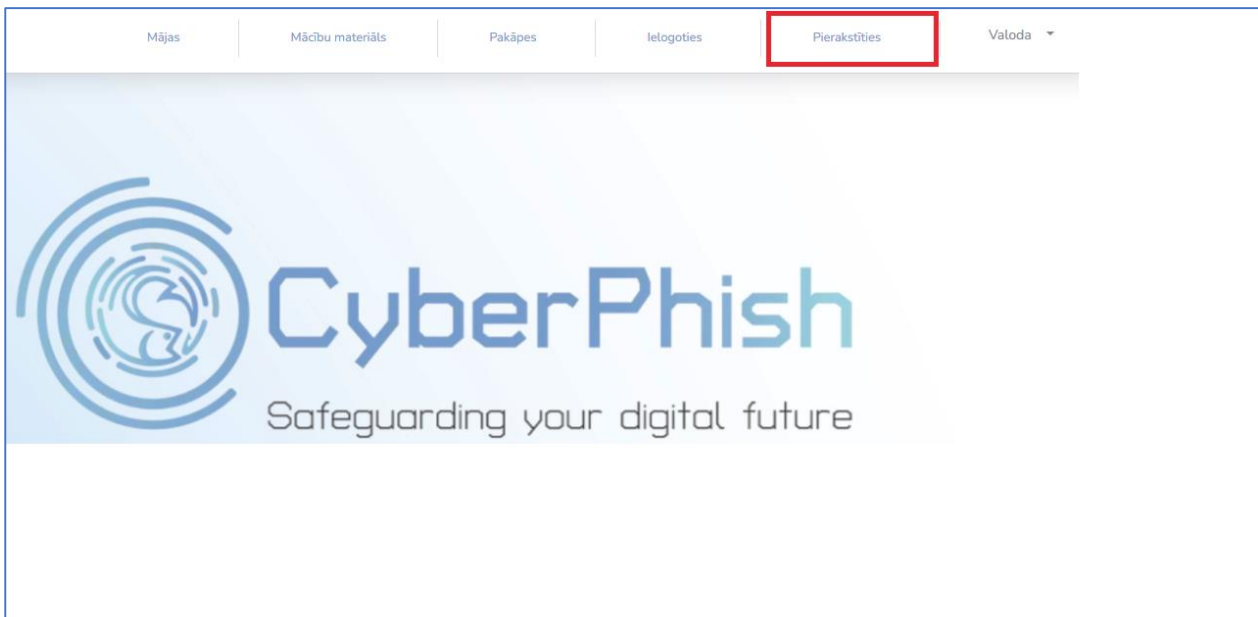 Mājas Mācību materiāls Pakāpes Ielogoties Pierakstīties Valoda
CyberPhish
Safeguarding your digital future